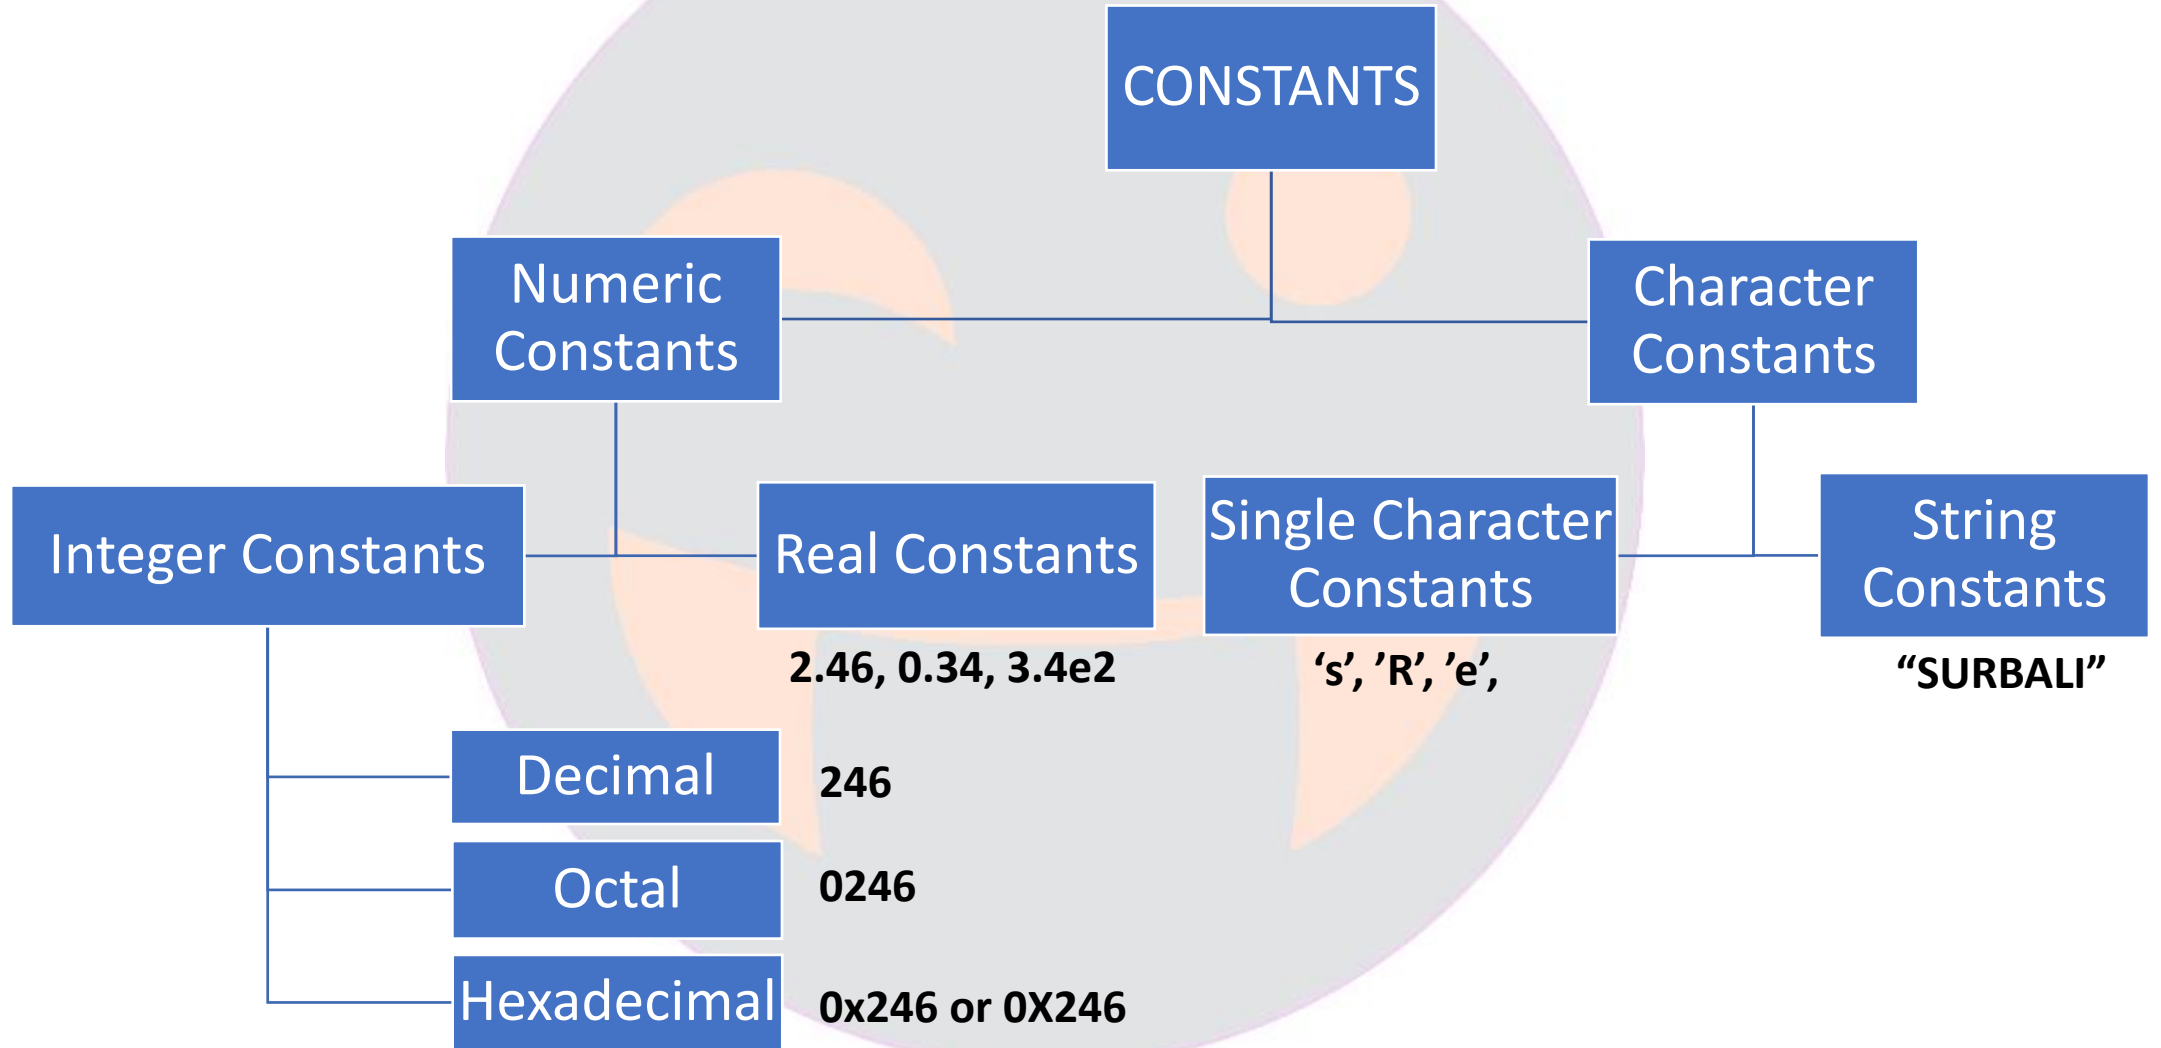 CONSTANTS
Numeric
Constants
Character
Constants
Integer Constants
Real Constants
Single Character
Constants
String
Constants
2.46, 0.34, 3.4e2
‘s’, ’R’, ’e’,
“SURBALI”
Decimal
246
Octal
0246
Hexadecimal
0x246 or 0X246